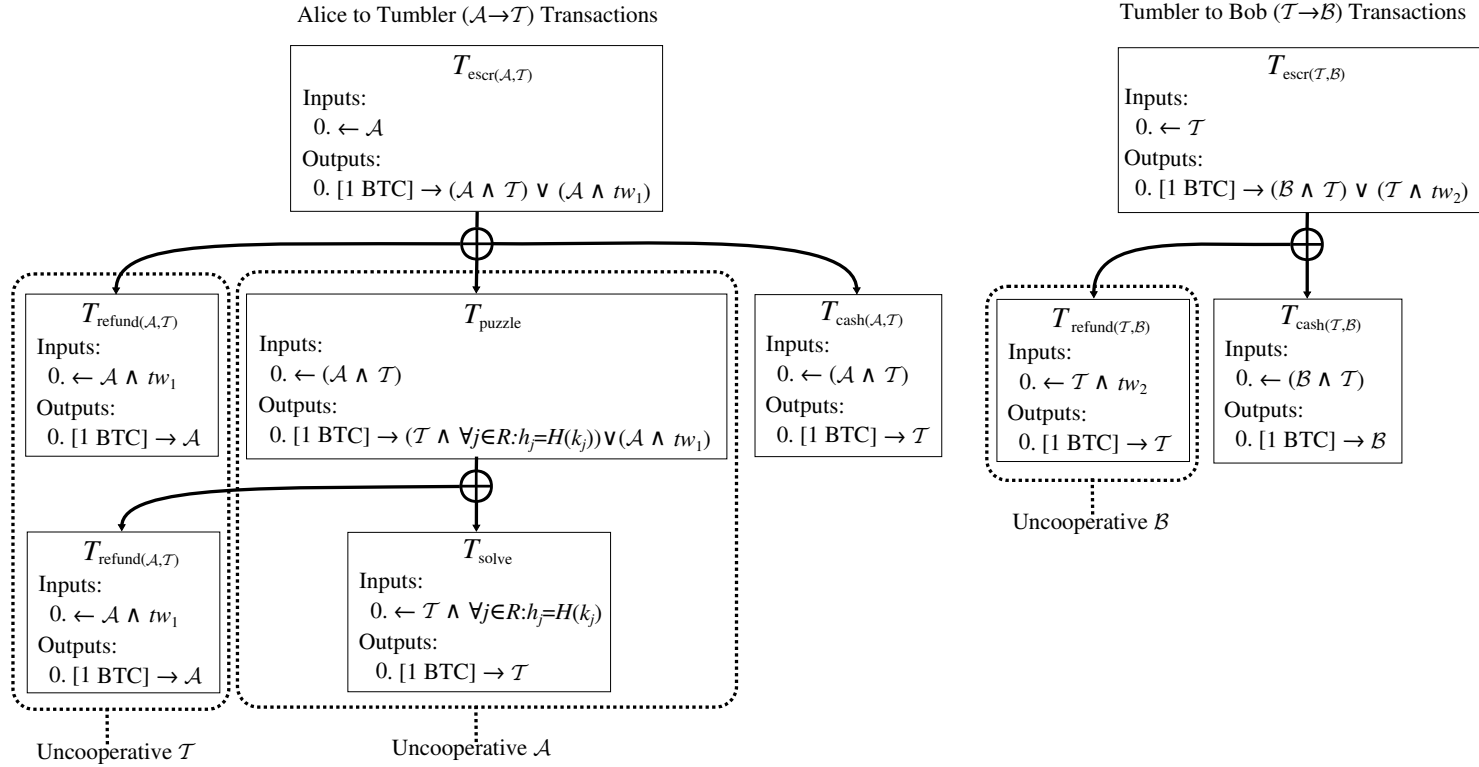 Alice to Tumbler (𝒜→𝒯) Transactions
T_escr(𝒜,𝒯)
Inputs:
0. ← 𝒜
Outputs:
0. [1 BTC] → (𝒜 ∧ 𝒯) ∨ (𝒜 ∧ tw₁)
T_refund(𝒜,𝒯)
Inputs:
0. ← 𝒜 ∧ tw₁
Outputs:
0. [1 BTC] → 𝒜
T_puzzle
Inputs:
0. ← (𝒜 ∧ 𝒯)
Outputs:
0. [1 BTC] → (𝒯 ∧ ∀j∈R:h_j=H(k_j))∨(𝒜 ∧ tw₁)
T_cash(𝒜,𝒯)
Inputs:
0. ← (𝒜 ∧ 𝒯)
Outputs:
0. [1 BTC] → 𝒯
T_refund(𝒜,𝒯)
Inputs:
0. ← 𝒜 ∧ tw₁
Outputs:
0. [1 BTC] → 𝒜
T_solve
Inputs:
0. ← 𝒯 ∧ ∀j∈R:h_j=H(k_j)
Outputs:
0. [1 BTC] → 𝒯
Uncooperative 𝒯
Uncooperative 𝒜
Tumbler to Bob (𝒯→ℬ) Transactions
T_escr(𝒯,ℬ)
Inputs:
0. ← 𝒯
Outputs:
0. [1 BTC] → (ℬ ∧ 𝒯) ∨ (𝒯 ∧ tw₂)
T_refund(𝒯,ℬ)
Inputs:
0. ← 𝒯 ∧ tw₂
Outputs:
0. [1 BTC] → 𝒯
T_cash(𝒯,ℬ)
Inputs:
0. ← (ℬ ∧ 𝒯)
Outputs:
0. [1 BTC] → ℬ
Uncooperative ℬ